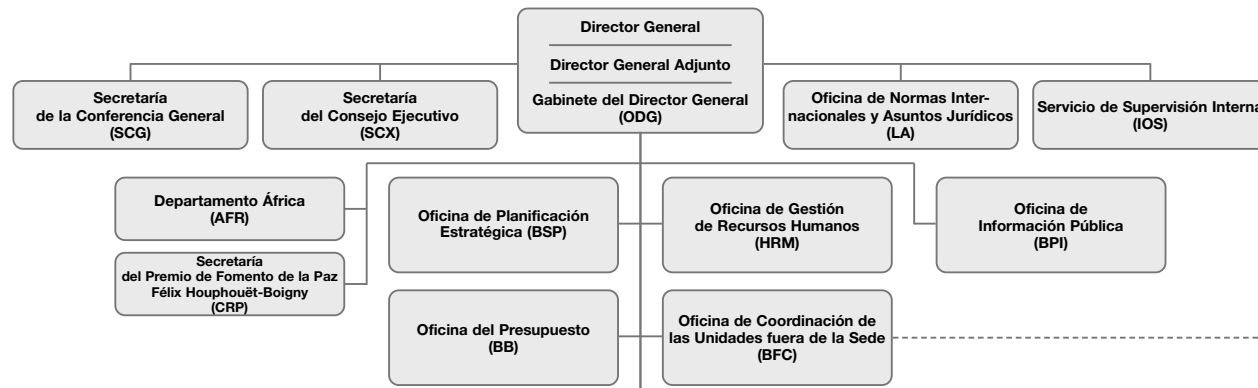 Director General
Director General Adjunto
Gabinete del Director General
(ODG)
Secretaría
de la Conferencia General
(SCG)
Secretaría
del Consejo Ejecutivo
(SCX)
Oficina de Normas Inter-
nacionales y Asuntos Jurídicos
(LA)
Servicio de Supervisión Interna
(IOS)
Departamento África
(AFR)
Oficina de Planificación
Estratégica (BSP)
Oficina de Gestión
de Recursos Humanos
(HRM)
Oficina de
Información Pública
(BPI)
Secretaría
del Premio de Fomento de la Paz
Félix Houphouët-Boigny
(CRP)
Oficina del Presupuesto
(BB)
Oficina de Coordinación de
las Unidades fuera de la Sede
(BFC)